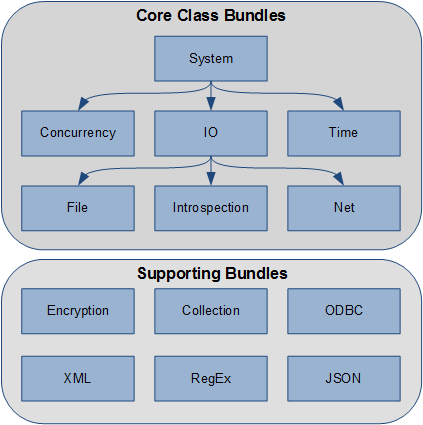 Core Class Bundles
System
Concurrency
IO
Time
File
Introspection
Net
Supporting Bundles
Encryption
Collection
ODBC
XML
RegEx
JSON